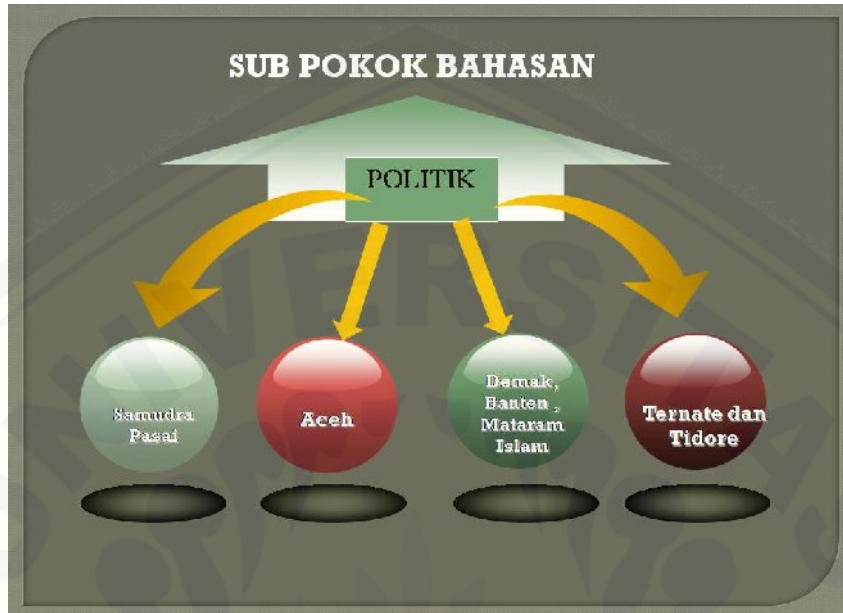 SUB POKOK BAHASAN
POLITIK
Samudra
Pasai
Aceh
Demak,
Banten ,
Mataram
Islam
Ternate dan
Tidore